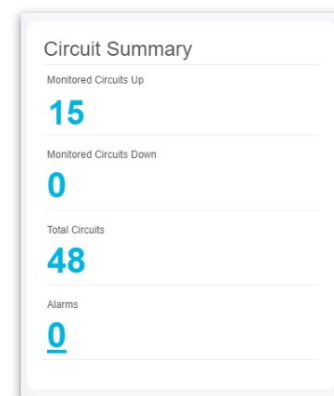 Circuit Summary
Monitored Circuits Up
15
Monitored Circuits Down
0
Total Circuits
48
Alarms
0